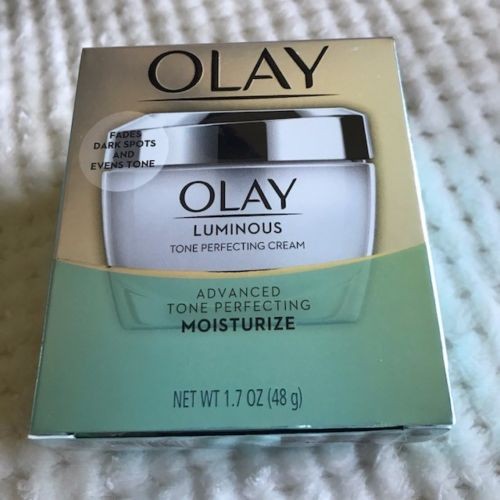 OLAY
FADES
DARK SPOTS
AND
EVENS TONE
OLAY
LUMINOUS
TONE PERFECTING CREAM
ADVANCED
TONE PERFECTING
MOISTURIZE
NET WT 1.7 OZ (48 g)